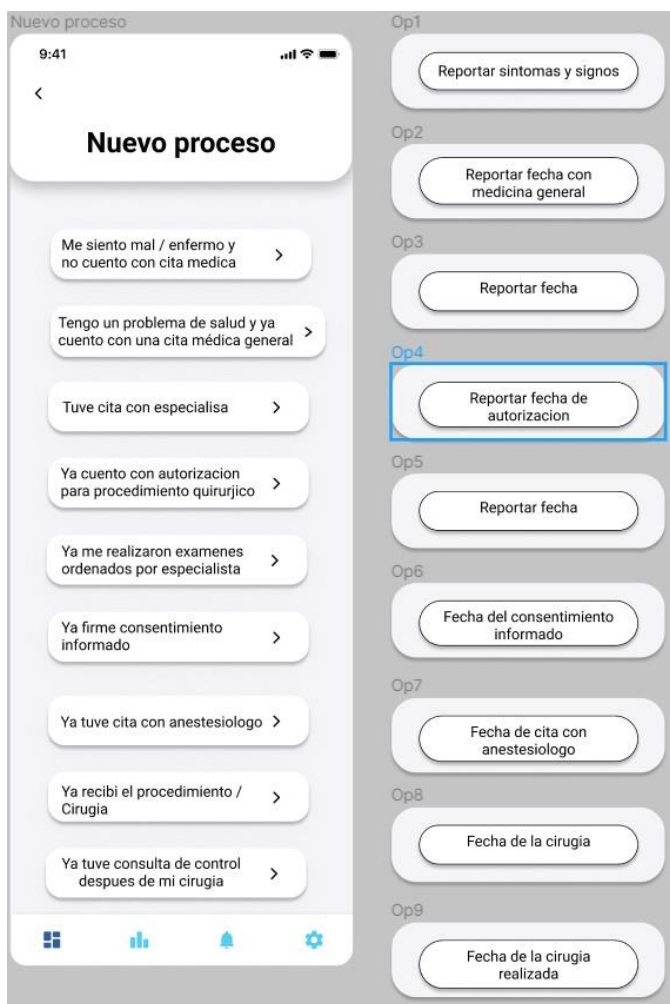 Nuevo proceso
9:41
Nuevo proceso
Me siento mal / enfermo y
no cuento con cita medica
Tengo un problema de salud y ya
cuento con una cita médica general
Tuve cita con especialisa
Ya cuento con autorizacion
para procedimiento quirurjico
Ya me realizaron examenes
ordenados por especialista
Ya firme consentimiento
informado
Ya tuve cita con anestesiologo
Ya recibi el procedimiento /
Cirugia
Ya tuve consulta de control
despues de mi cirugia
Op1
Reportar sintomas y signos
Op2
Reportar fecha con
medicina general
Op3
Reportar fecha
Op4
Reportar fecha de
autorizacion
Op5
Reportar fecha
Op6
Fecha del consentimiento
informado
Op7
Fecha de cita con
anestesiologo
Op8
Fecha de la cirugia
Op9
Fecha de la cirugia
realizada